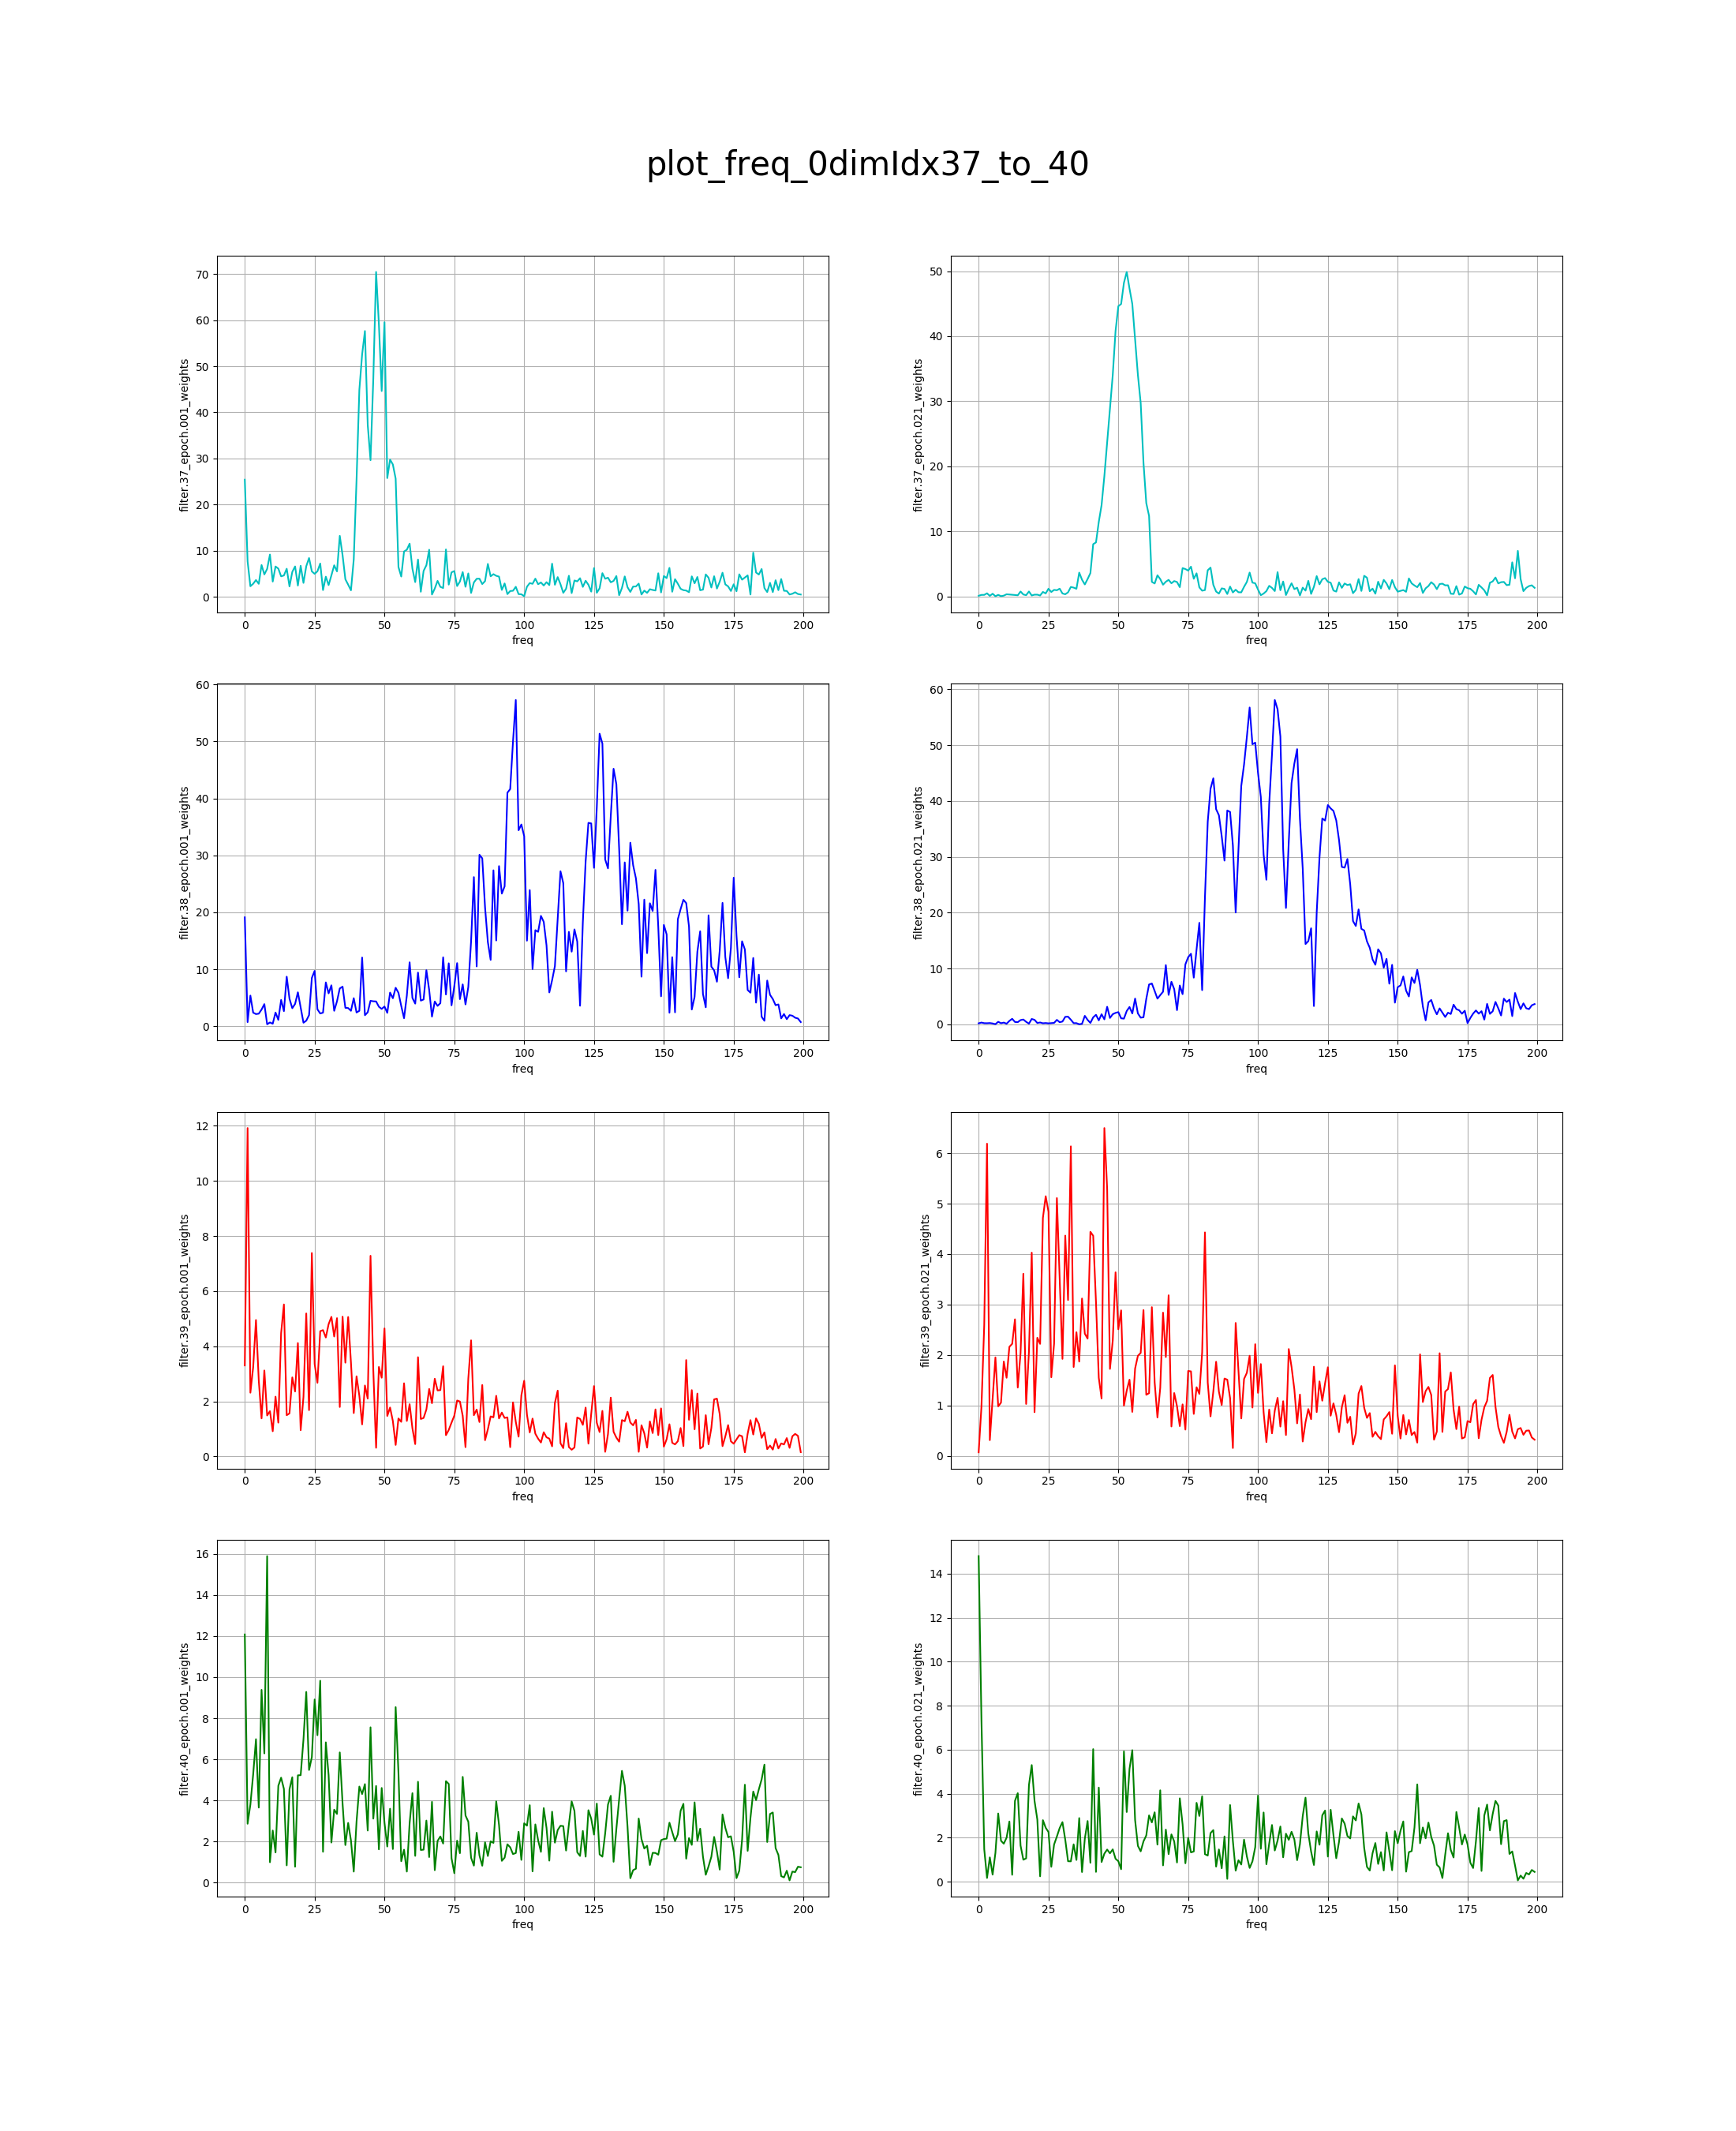 plot_freq_0dimIdx37_to_40
filter.37_epoch.001_weights
70
60
50
40
30
20
10
0
0 25 50 75 100 125 150 175 200
freq
filter.37_epoch.021_weights
50
40
30
20
10
0
0 25 50 75 100 125 150 175 200
freq
filter.38_epoch.001_weights
60
50
40
30
20
10
0
0 25 50 75 100 125 150 175 200
freq
filter.38_epoch.021_weights
60
50
40
30
20
10
0
0 25 50 75 100 125 150 175 200
freq
filter.39_epoch.001_weights
12
10
8
6
4
2
0
0 25 50 75 100 125 150 175 200
freq
filter.39_epoch.021_weights
6
5
4
3
2
1
0
0 25 50 75 100 125 150 175 200
freq
filter.40_epoch.001_weights
16
14
12
10
8
6
4
2
0
0 25 50 75 100 125 150 175 200
freq
filter.40_epoch.021_weights
14
12
10
8
6
4
2
0
0 25 50 75 100 125 150 175 200
freq